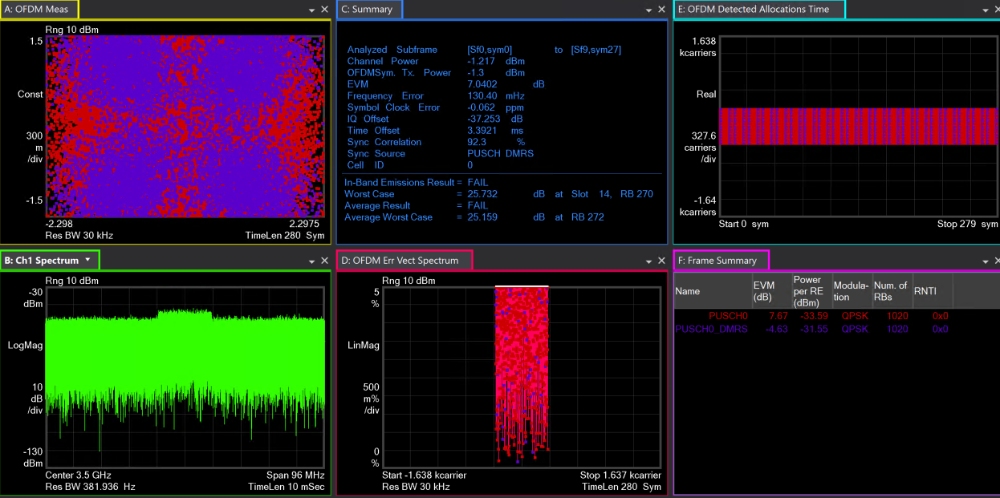 A: OFDM Meas
Rng 10 dBm
1.5
Const
300
m
/div
-1.5
-2.298 2.2975
Res BW 30 kHz TimeLen 280 Sym
C: Summary
Analyzed Subframe [Sf0,sym0] to [Sf9,sym27]
Channel Power -1.217 dBm
OFDMSym. Tx. Power -1.3 dBm
EVM 7.0402 dB
Frequency Error 130.40 mHz
Symbol Clock Error -0.062 ppm
IQ Offset -37.253 dB
Time Offset 3.3921 ms
Sync Correlation 92.3 %
Sync Source PUSCH DMRS
Cell ID 0
In-Band Emissions Result = FAIL
Worst Case = 25.732 dB at Slot 14, RB 270
Average Result = FAIL
Average Worst Case = 25.159 dB at RB 272
E: OFDM Detected Allocations Time
1.638
kcarriers
Real
327.6
carriers
/div
-1.64
kcarriers
Start 0 sym Stop 279 sym
B: Ch1 Spectrum
Rng 10 dBm
-30
dBm
LogMag
10
dB
/div
-130
dBm
Center 3.5 GHz Span 96 MHz
Res BW 381.936 Hz TimeLen 10 mSec
D: OFDM Err Vect Spectrum
Rng 10 dBm
5
%
LinMag
500
m%
/div
0
%
Start -1.638 kcarrier Stop 1.637 kcarrier
Res BW 30 kHz TimeLen 280 Sym
F: Frame Summary
Name EVM (dB) Power per RE (dBm) Modula-tion Num. of RBs RNTI
PUSCH0 7.67 -33.59 QPSK 1020 0x0
PUSCH0_DMRS -4.63 -31.55 QPSK 1020 0x0